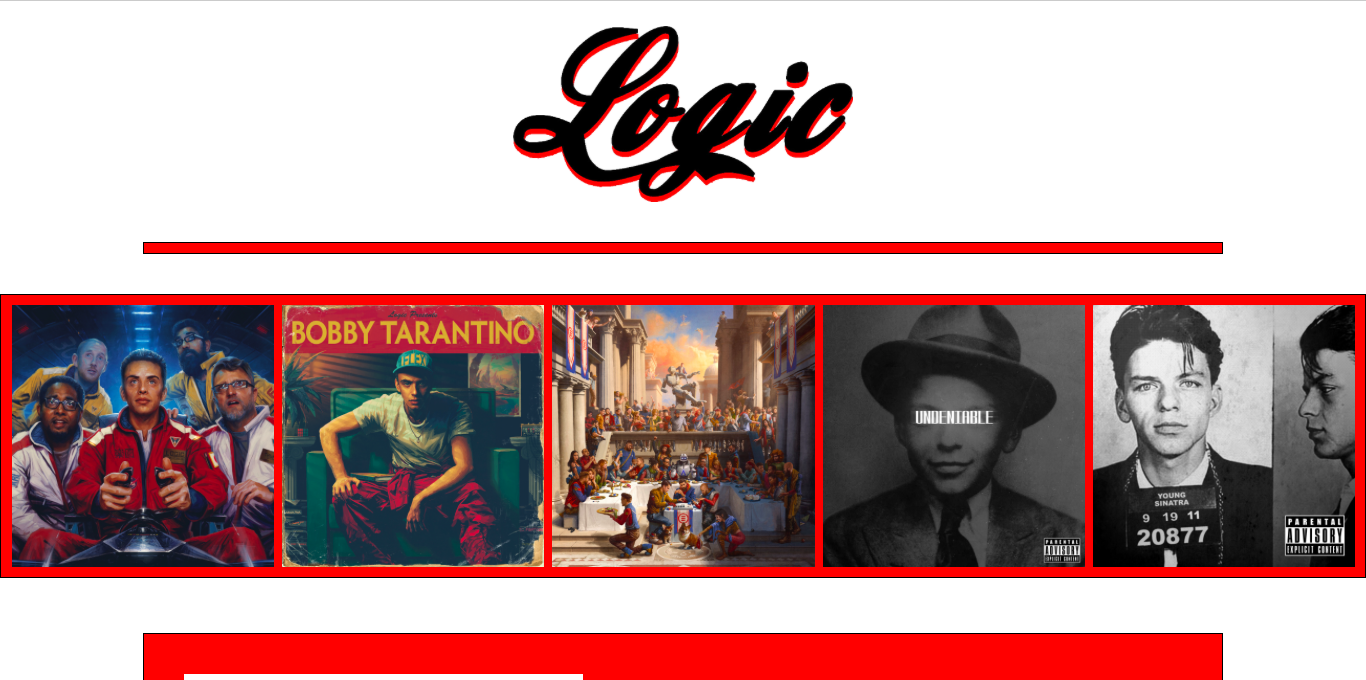 Logic
BOBBY TARANTINO
FLEX
UNDENIABLE
PARENTAL
ADVISORY
EXPLICIT CONTENT
YOUNG
SINATRA
9 19 11
20877
PARENTAL
ADVISORY
EXPLICIT CONTENT